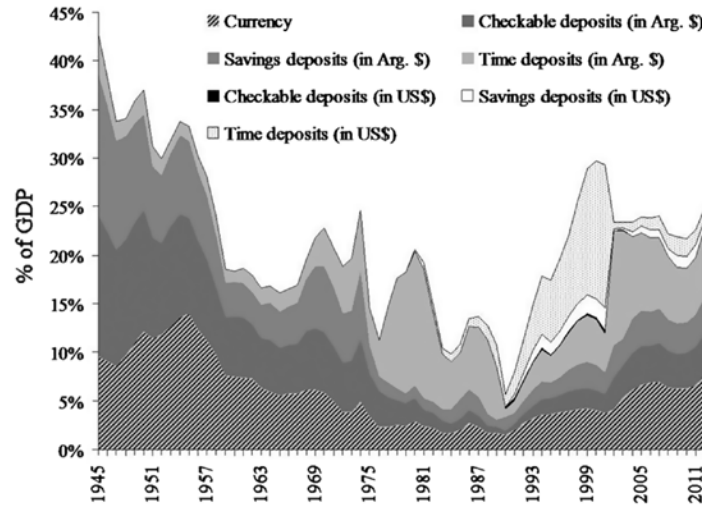 45%
Currency
Checkable deposits (in Arg. $)
40%
Savings deposits (in Arg. $)
Time deposits (in Arg. $)
35%
Checkable deposits (in US$)
Savings deposits (in US$)
Time deposits (in US$)
30%
25%
20%
15%
10%
5%
0%
% of GDP
1945
1951
1957
1963
1969
1975
1981
1987
1993
1999
2005
2011